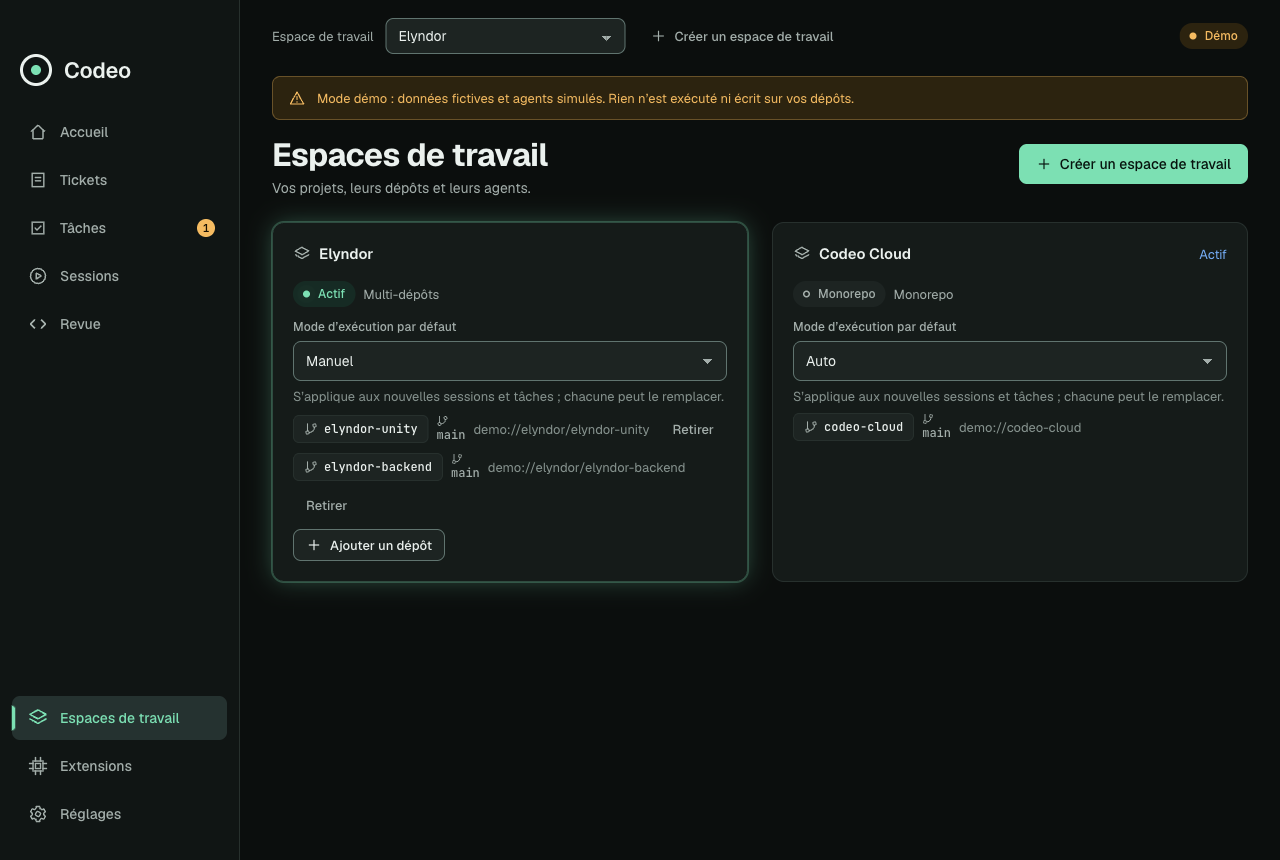 Codeo
Accueil
Tickets
Tâches
1
Sessions
Revue
Espaces de travail
Extensions
Réglages
Espace de travail
Elyndor
Créer un espace de travail
Démo
Mode démo : données fictives et agents simulés. Rien n’est exécuté ni écrit sur vos dépôts.
Espaces de travail
Vos projets, leurs dépôts et leurs agents.
Créer un espace de travail
Elyndor
Actif
Multi-dépôts
Mode d’exécution par défaut
Manuel
S’applique aux nouvelles sessions et tâches ; chacune peut le remplacer.
elyndor-unity
main
demo://elyndor/elyndor-unity
Retirer
elyndor-backend
main
demo://elyndor/elyndor-backend
Retirer
Ajouter un dépôt
Codeo Cloud
Actif
Monorepo
Monorepo
Mode d’exécution par défaut
Auto
S’applique aux nouvelles sessions et tâches ; chacune peut le remplacer.
codeo-cloud
main
demo://codeo-cloud